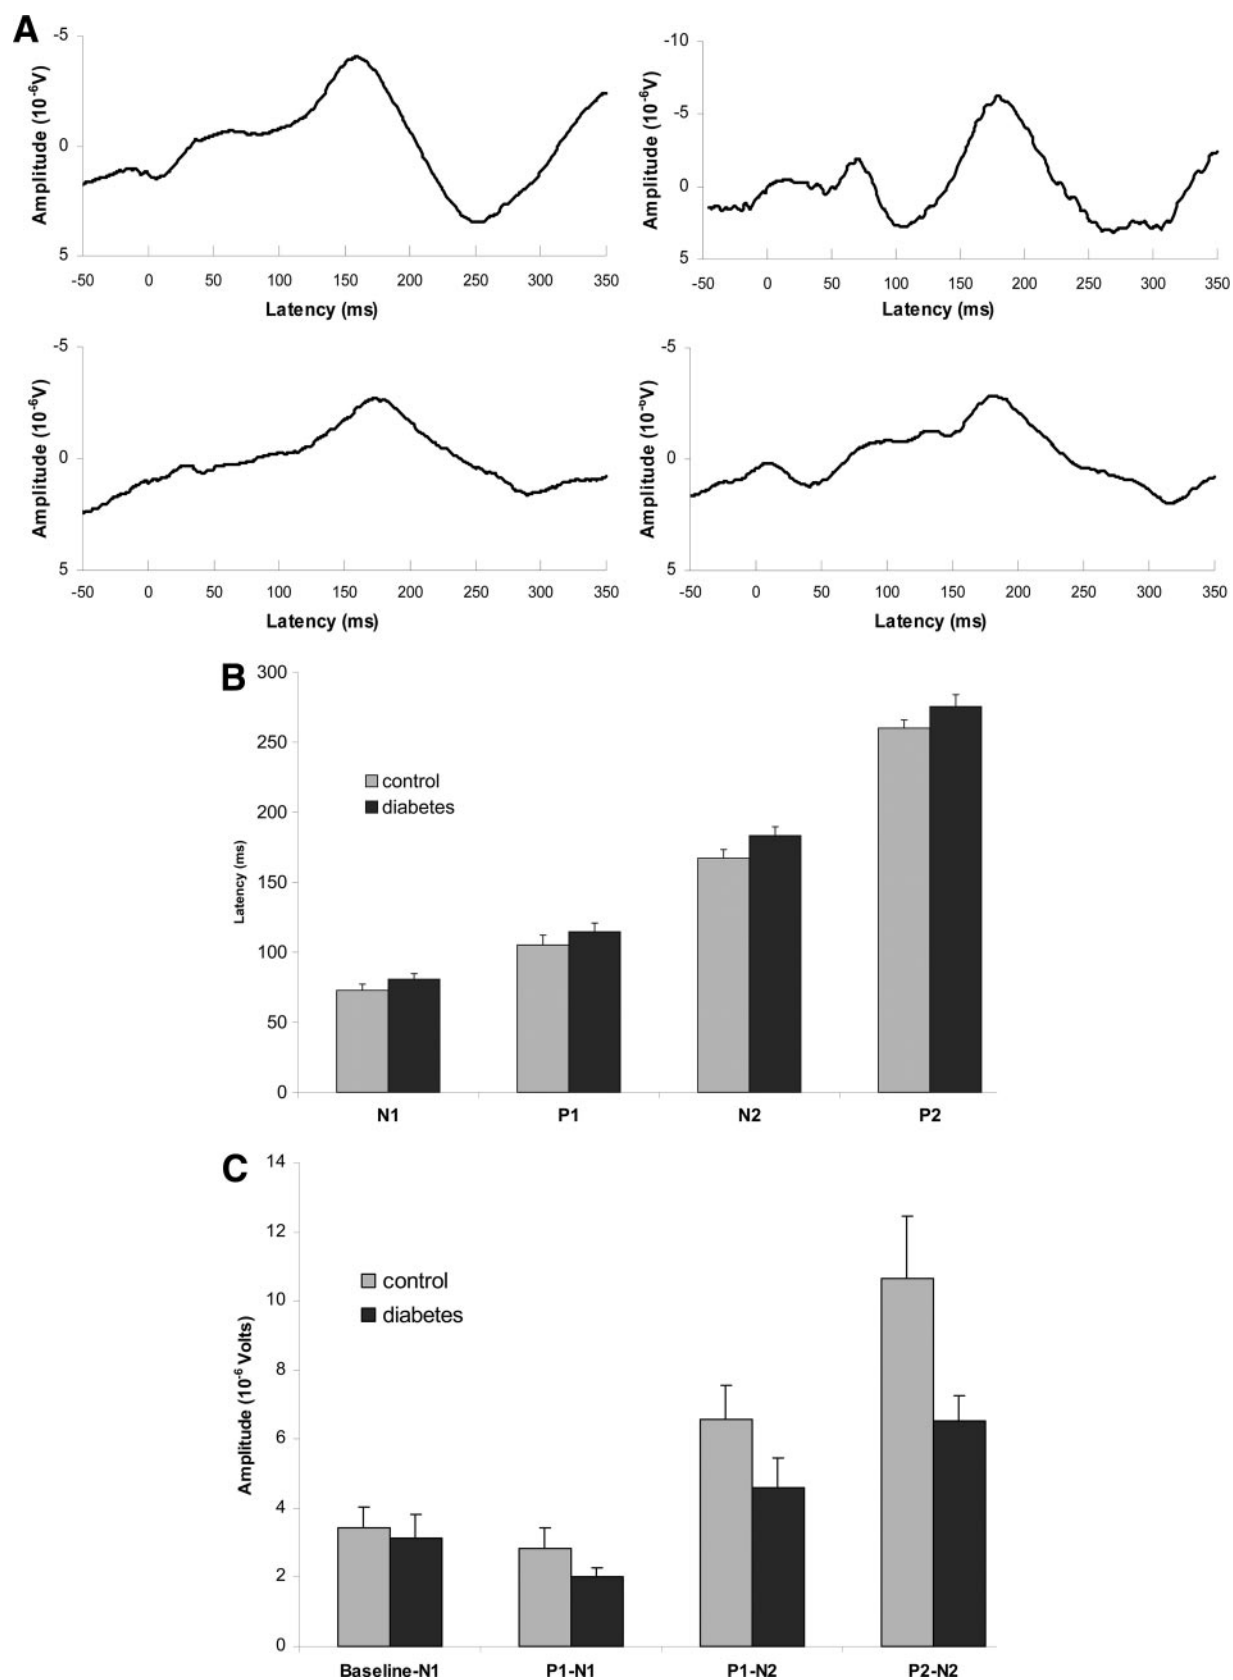 A
-5
0
5
Amplitude (10-6V)
-50 0 50 100 150 200 250 300 350
Latency (ms)
-10
-5
0
5
Amplitude (10-6V)
-50 0 50 100 150 200 250 300 350
Latency (ms)
-5
0
5
Amplitude (10-6V)
-50 0 50 100 150 200 250 300 350
Latency (ms)
-5
0
5
Amplitude (10-6V)
-50 0 50 100 150 200 250 300 350
Latency (ms)
B
300
250
200
150
100
50
0
Latency (ms)
control
diabetes
N1 P1 N2 P2
C
14
12
10
8
6
4
2
0
Amplitude (10-6 Volts)
control
diabetes
Baseline-N1 P1-N1 P1-N2 P2-N2